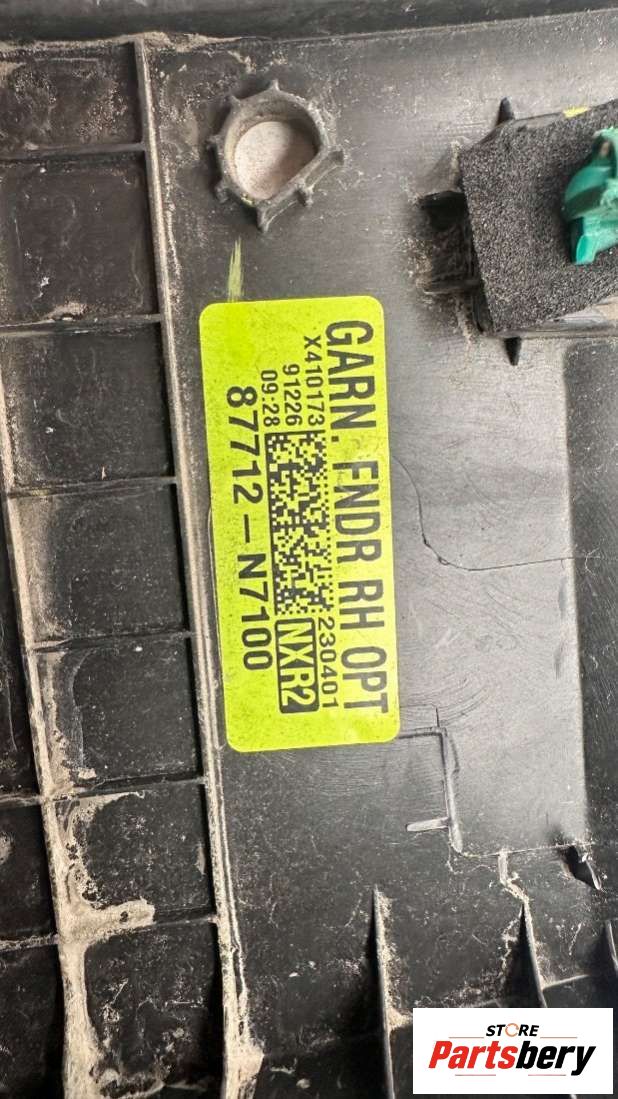 GARN. FNDR RH OPT
X410173
230401
91226
09:28
NXR2
87712-N7100
STORE
Partsbery